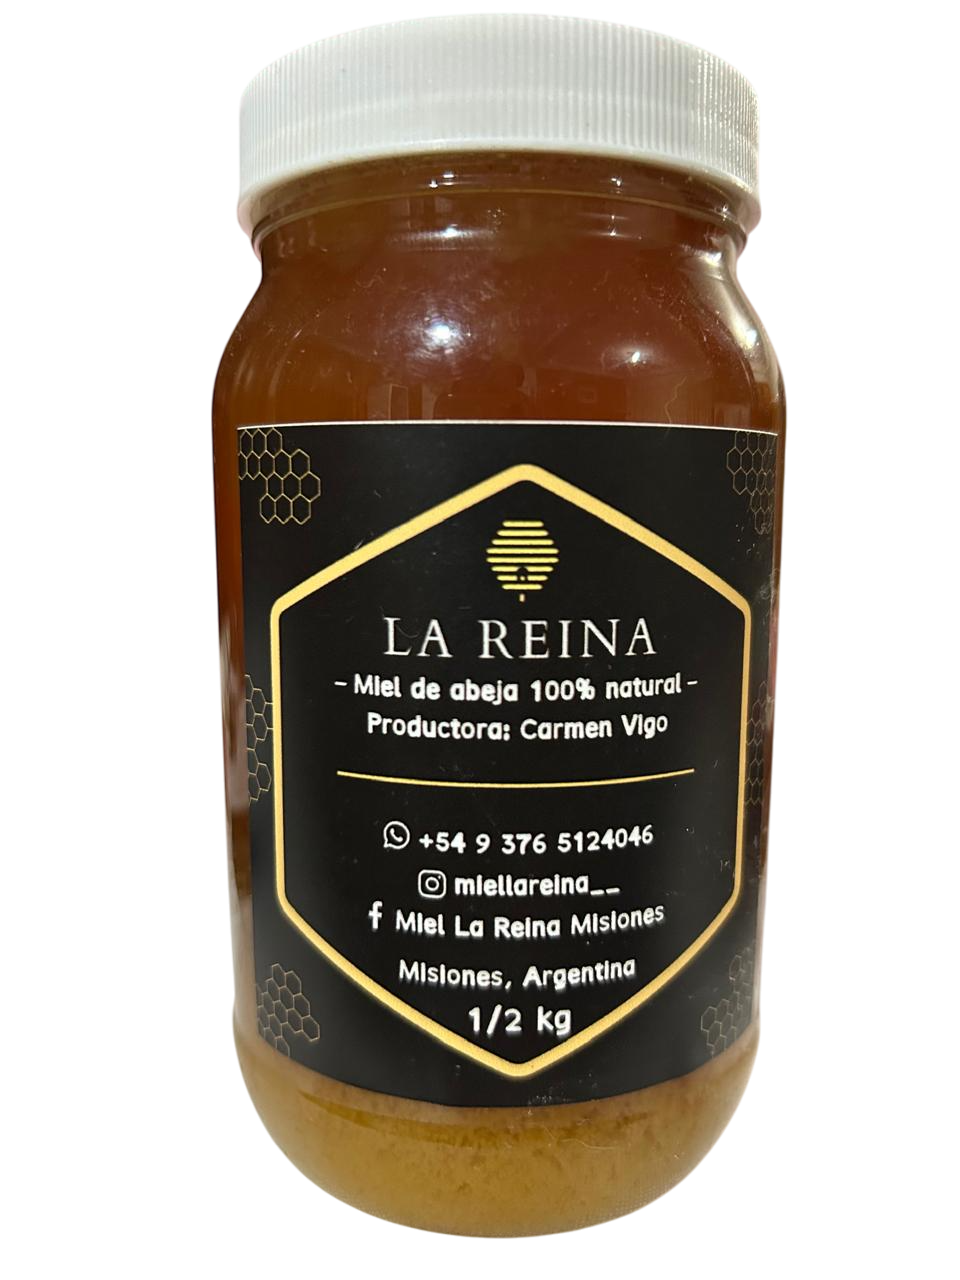 LA REINA
- Miel de abeja 100% natural -
Productora: Carmen Vigo
+54 9 376 5124046
miellareina__
Miel La Reina Misiones
Misiones, Argentina
1/2 kg